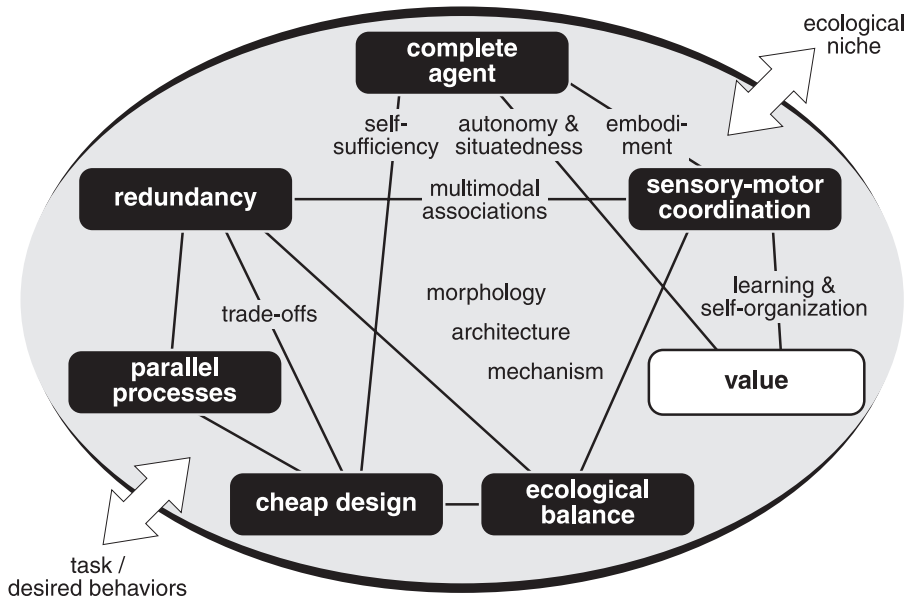 ecological
niche
complete
agent
self-
sufficiency
autonomy &
situatedness
embodi-
ment
redundancy
multimodal
associations
sensory-motor
coordination
morphology
learning &
self-organization
trade-offs
architecture
mechanism
parallel
processes
value
cheap design
ecological
balance
task /
desired behaviors